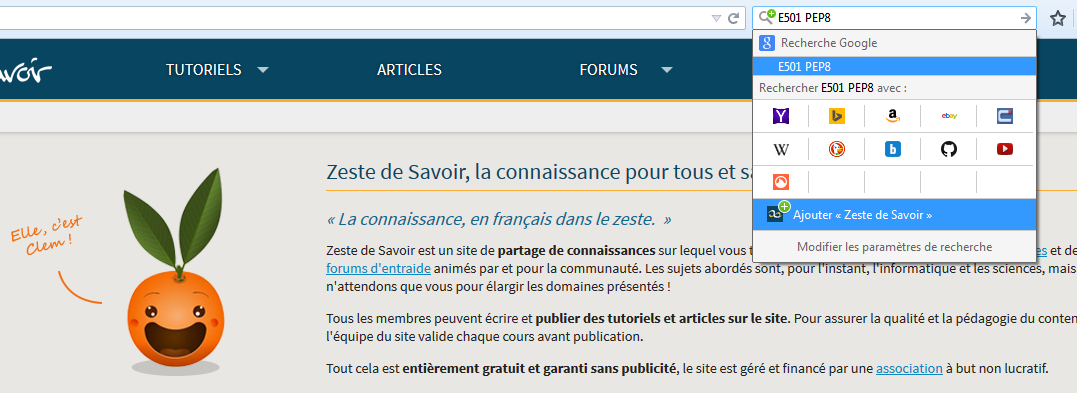 E501 PEP8
Recherche Google
E501 PEP8
Rechercher E501 PEP8 avec :
ebay
Ajouter « Zeste de Savoir »
Modifier les paramètres de recherche
TUTORIELS
ARTICLES
FORUMS
Elle, c'est
Clem !
Zeste de Savoir, la connaissance pour tous et s
« La connaissance, en français dans le zeste. »
Zeste de Savoir est un site de partage de connaissances sur lequel vous t es et de
forums d'entraide animés par et pour la communauté. Les sujets abordés sont, pour l'instant, l'informatique et les sciences, mais
n'attendons que vous pour élargir les domaines présentés !
Tous les membres peuvent écrire et publier des tutoriels et articles sur le site. Pour assurer la qualité et la pédagogie du conten
l'équipe du site valide chaque cours avant publication.
Tout cela est entièrement gratuit et garanti sans publicité, le site est géré et financé par une association à but non lucratif.